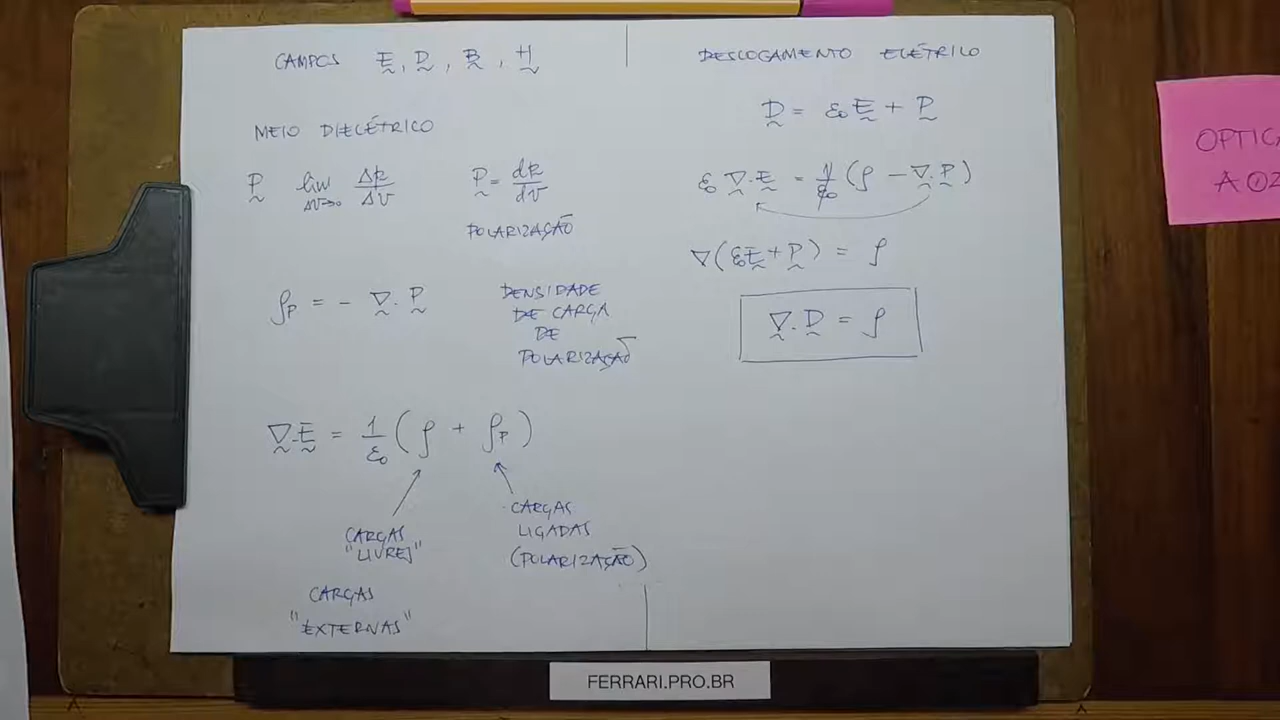 CAMPOS E, D, B, H
MEIO DIELÉTRICO
P lim Δp/Δv
Δv→0
P = dp/dv
POLARIZAÇÃO
ρP = - ∇·P
DENSIDADE
DE CARGA
DE
POLARIZAÇÃO
∇·E = 1/ε0 (ρ + ρP)
CARGAS
"LIVRES"
CARGAS
"EXTERNAS"
CARGAS
LIGADAS
(POLARIZAÇÃO)
DESLOCAMENTO ELÉTRICO
D = ε0E + P
ε0 ∇·E = 1/ε0 (ρ - ∇·P)
∇(ε0E + P) = ρ
∇·D = ρ
OPTICA
FERRARI.PRO.BR